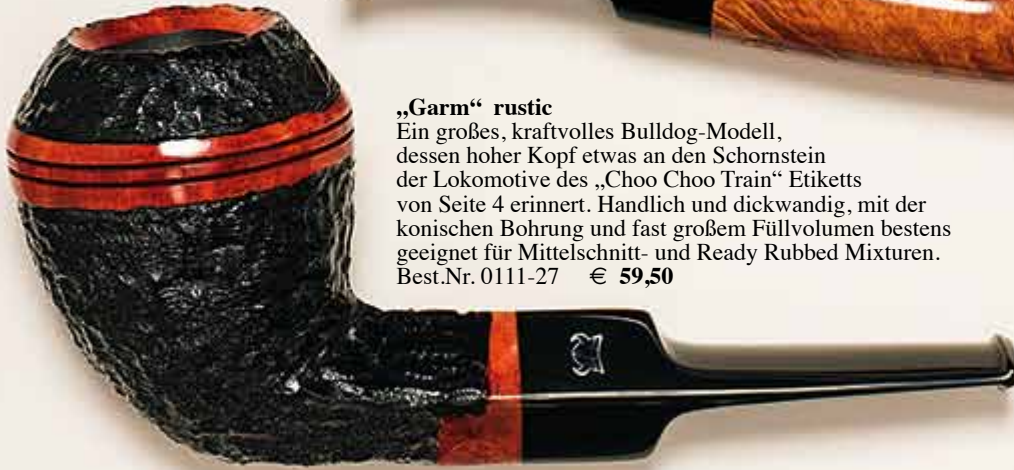 „Garm“ rustic
Ein großes, kraftvolles Bulldog-Modell,
dessen hoher Kopf etwas an den Schornstein
der Lokomotive des „Choo Choo Train“ Etiketts
von Seite 4 erinnert. Handlich und dickwandig, mit der
konischen Bohrung und fast großem Füllvolumen bestens
geeignet für Mittelschnitt- und Ready Rubbed Mixturen.
Best.Nr. 0111-27 € 59,50